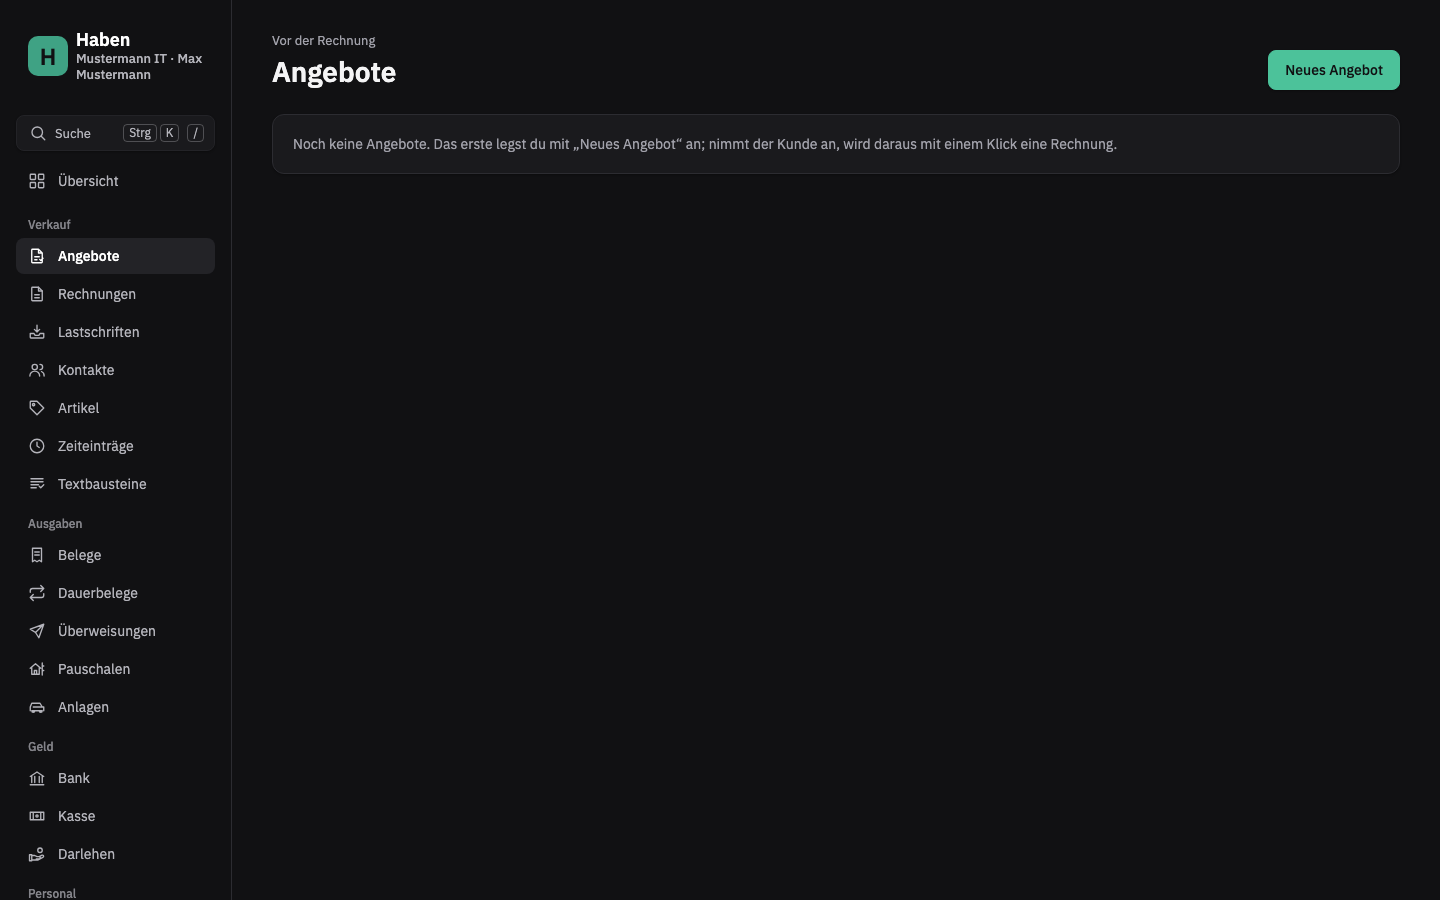 H
Haben
Mustermann IT · Max
Mustermann
Suche Strg K /
Übersicht
Verkauf
Angebote
Rechnungen
Lastschriften
Kontakte
Artikel
Zeiteinträge
Textbausteine
Ausgaben
Belege
Dauerbelege
Überweisungen
Pauschalen
Anlagen
Geld
Bank
Kasse
Darlehen
Personal
Vor der Rechnung
Angebote
Neues Angebot
Noch keine Angebote. Das erste legst du mit „Neues Angebot“ an; nimmt der Kunde an, wird daraus mit einem Klick eine Rechnung.